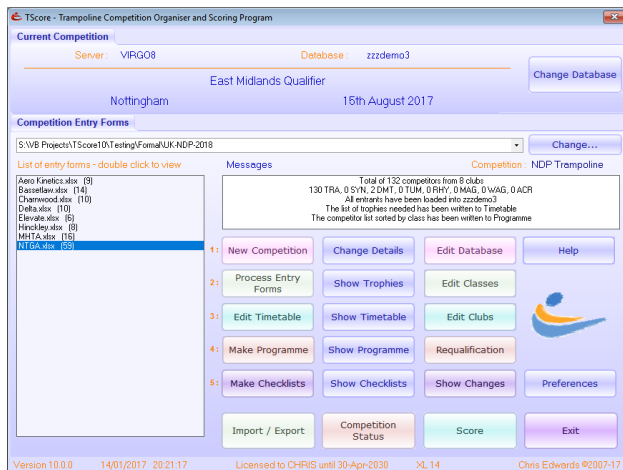 TScore - Trampoline Competition Organiser and Scoring Program
Current Competition
Server : VIRGO8 Database : zzzdemo3
Change Database
East Midlands Qualifier
Nottingham 15th August 2017
Competition Entry Forms
S:\VB Projects\TScore10\Testing\Formal\UK-NDP-2018
Change...
List of entry forms - double click to view Messages Competition : NDP Trampoline
Aero Kinetics.xlsx (9)
Bassetlaw.xlsx (14)
Charnwood.xlsx (10)
Delta.xlsx (10)
Elevate.xlsx (6)
Hinckley.xlsx (8)
MHTA.xlsx (16)
NTGA.xlsx (59)
Total of 132 competitors from 8 clubs
130 TRA, 0 SYN, 2 DMT, 0 TUM, 0 RHY, 0 MAG, 0 WAG, 0 ACR
All entrants have been loaded into zzzdemo3
The list of trophies needed has been written to Timetable
The competitor list sorted by class has been written to Programme
1 : New Competition Change Details Edit Database Help
2 : Process Entry Forms Show Trophies Edit Classes
3 : Edit Timetable Show Timetable Edit Clubs
4 : Make Programme Show Programme Requalification
5 : Make Checklists Show Checklists Show Changes Preferences
Import / Export Competition Status Score Exit
Version 10.0.0 14/01/2017 20:21:17 Licensed to CHRIS until 30-Apr-2030 XL 14 Chris Edwards ©2007-17